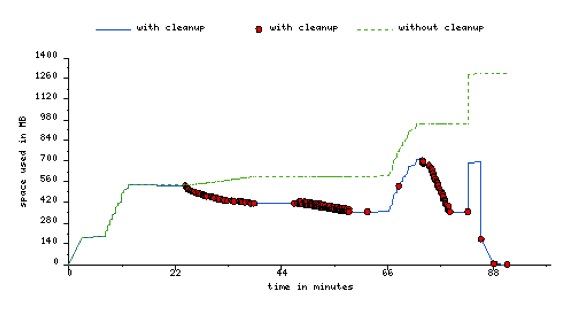 with cleanup with cleanup without cleanup
1400
1260
1120
980
840
700
560
420
280
140
0
space used in MB
0 22 44 66 88
time in minutes